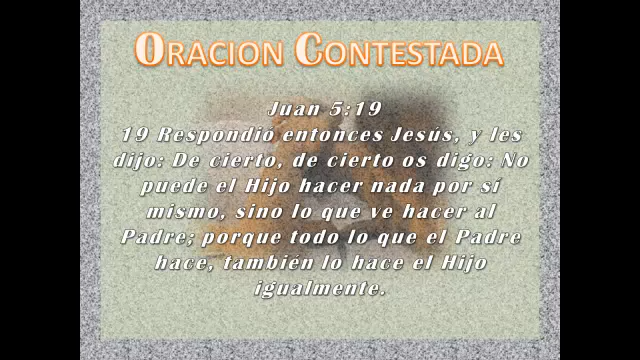 ORACION CONTESTADA
Juan 5:19
19 Respondió entonces Jesús, y les
dijo: De cierto, de cierto os digo: No
puede el Hijo hacer nada por sí
mismo, sino lo que ve hacer al
Padre; porque todo lo que el Padre
hace, también lo hace el Hijo
igualmente.